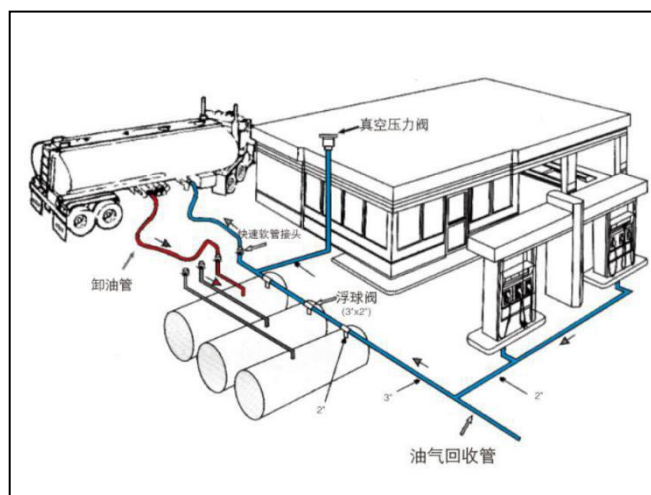 真空压力阀
快速软管接头
卸油管
浮球阀
(3"x2")
2"
3"
2"
油气回收管